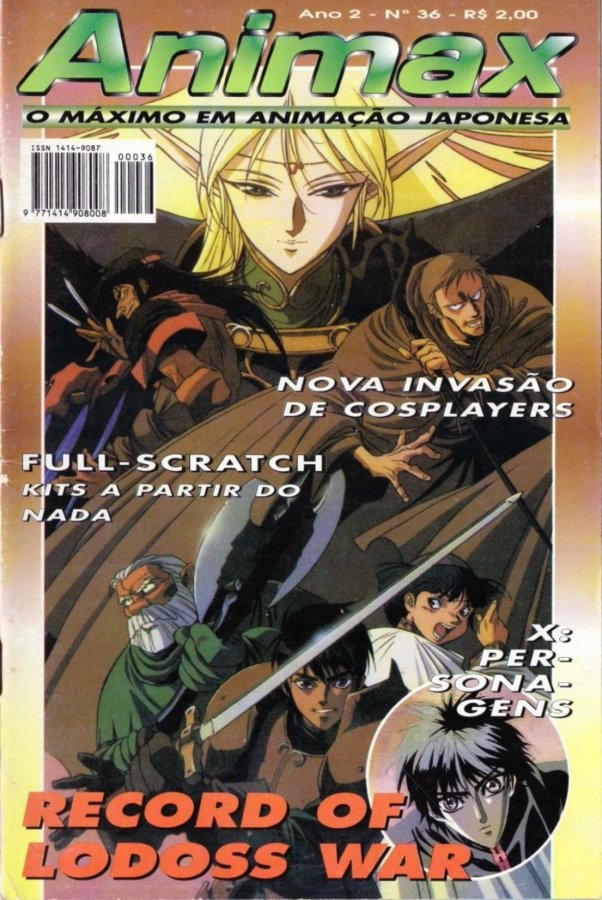 Ano 2 - Nº 36 - R$ 2,00
Animax
O MÁXIMO EM ANIMAÇÃO JAPONESA
ISSN 1414-9087
00036
9 771414 908008
NOVA INVASÃO
DE COSPLAYERS
FULL-SCRATCH
KITS A PARTIR DO
NADA
X:
PER-
SONA-
GENS
RECORD OF
LODOSS WAR